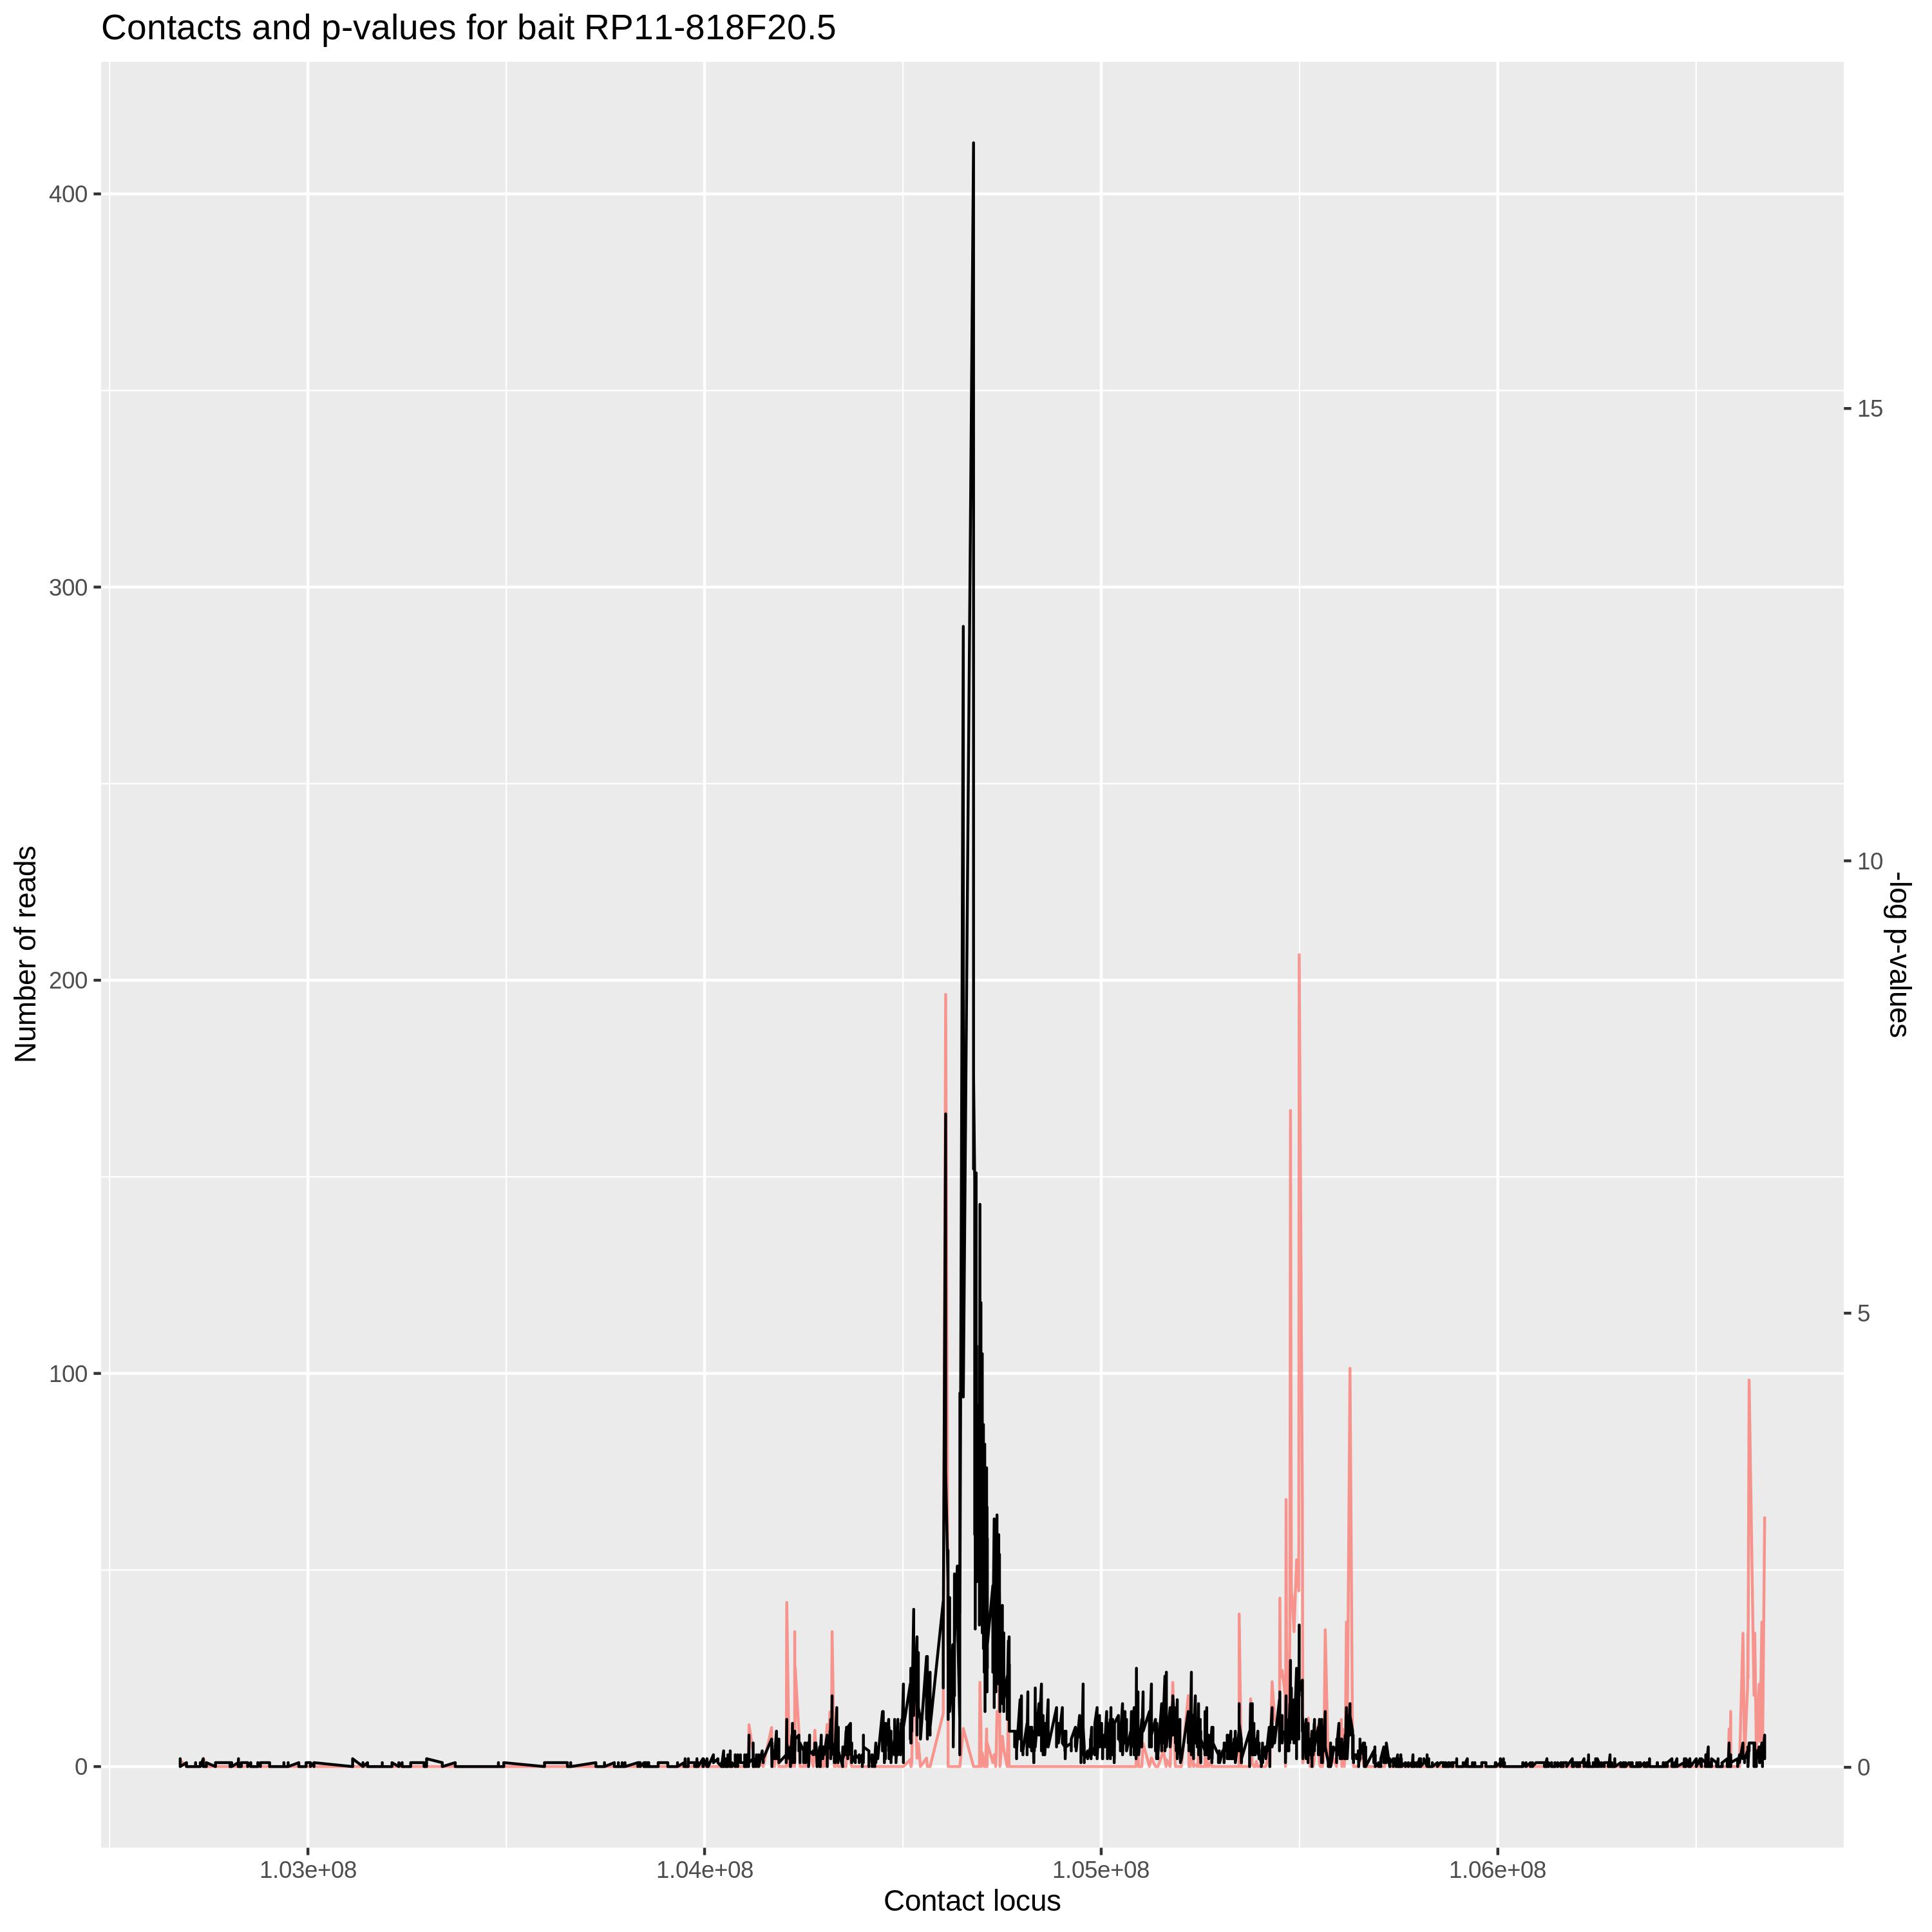 Contacts and p-values for bait RP11-818F20.5
400
300
200
100
0
Number of reads
15
10
5
0
-log p-values
1.03e+08
1.04e+08
1.05e+08
1.06e+08
Contact locus